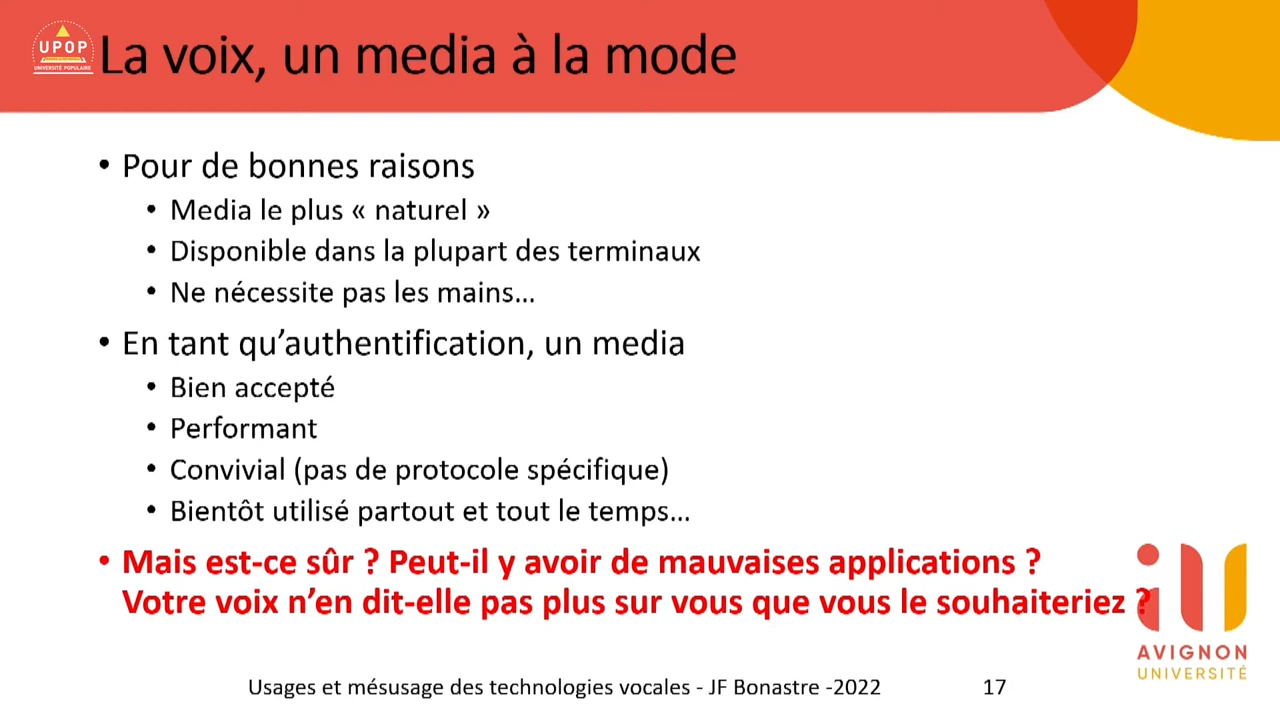 UPOP
UNIVERSITÉ POPULAIRE
La voix, un media à la mode
• Pour de bonnes raisons
• Media le plus « naturel »
• Disponible dans la plupart des terminaux
• Ne nécessite pas les mains…
• En tant qu’authentification, un media
• Bien accepté
• Performant
• Convivial (pas de protocole spécifique)
• Bientôt utilisé partout et tout le temps…
• Mais est-ce sûr ? Peut-il y avoir de mauvaises applications ?
Votre voix n’en dit-elle pas plus sur vous que vous le souhaiteriez ?
AVIGNON
UNIVERSITÉ
Usages et mésusage des technologies vocales - JF Bonastre -2022
17